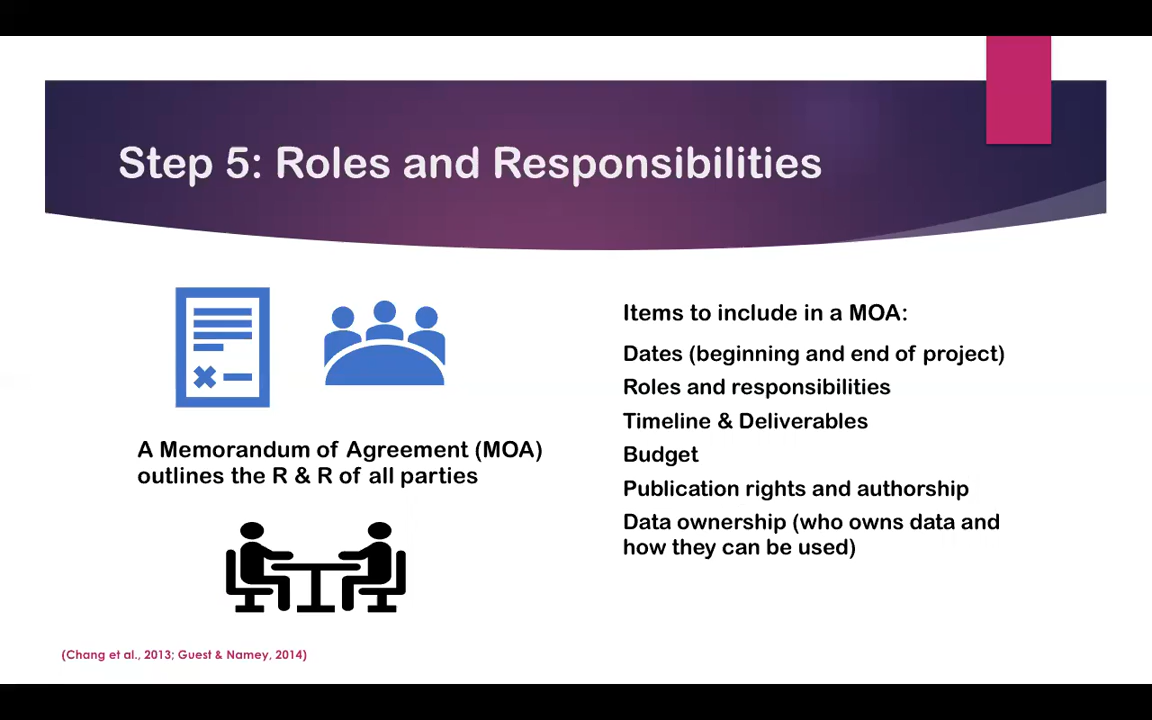 Step 5: Roles and Responsibilities
A Memorandum of Agreement (MOA)
outlines the R & R of all parties
Items to include in a MOA:
Dates (beginning and end of project)
Roles and responsibilities
Timeline & Deliverables
Budget
Publication rights and authorship
Data ownership (who owns data and
how they can be used)
(Chang et al., 2013; Guest & Namey, 2014)